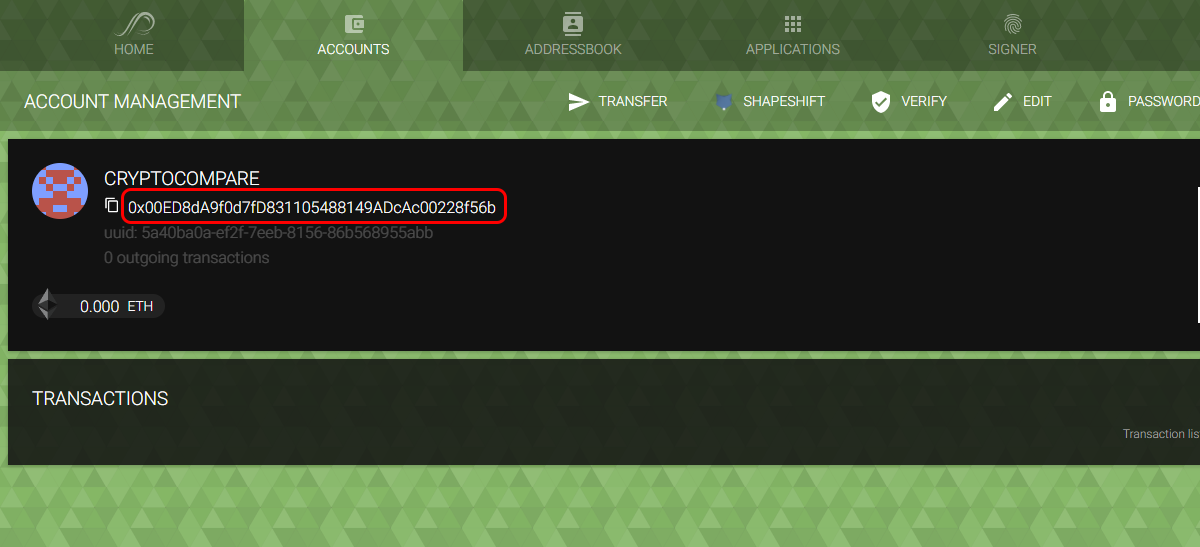 HOME
ACCOUNTS
ADDRESSBOOK
APPLICATIONS
SIGNER
ACCOUNT MANAGEMENT
TRANSFER
SHAPESHIFT
VERIFY
EDIT
PASSWORD
CRYPTOCOMPARE
0x00ED8dA9f0d7fD831105488149ADcAc00228f56b
uuid: 5a40ba0a-ef2f-7eeb-8156-86b568955abb
0 outgoing transactions
0.000 ETH
TRANSACTIONS
Transaction lis